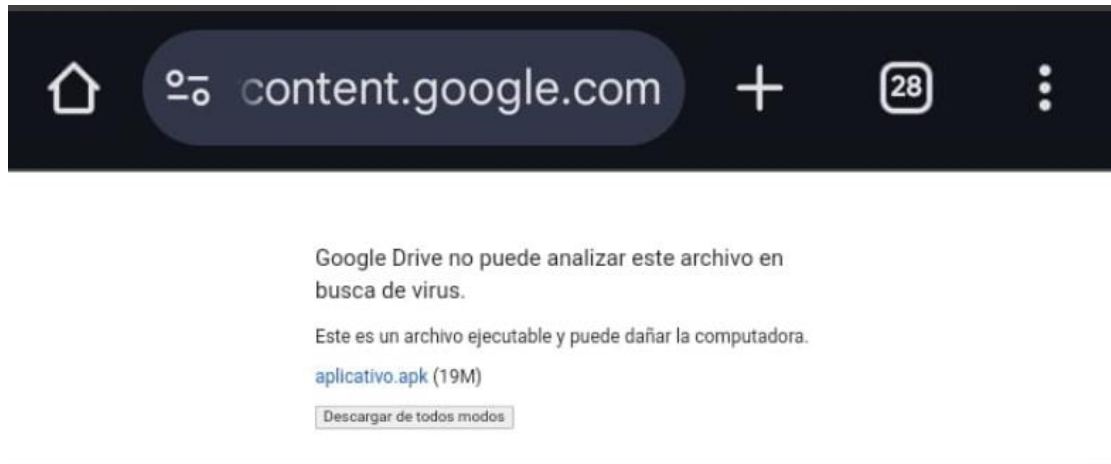 content.google.com
28
Google Drive no puede analizar este archivo en
busca de virus.
Este es un archivo ejecutable y puede dañar la computadora.
aplicativo.apk (19M)
Descargar de todos modos